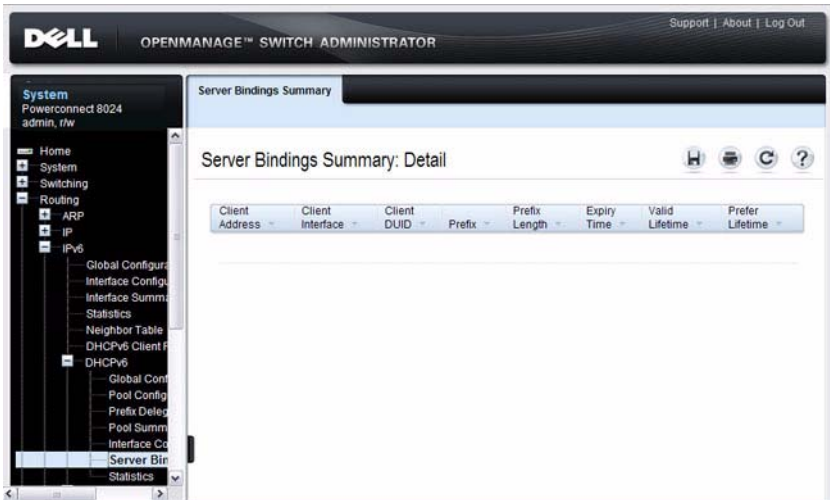 Support | About | Log Out
DELL
OPENMANAGE™ SWITCH ADMINISTRATOR
System
Powerconnect 8024
admin, r/w
Home
System
Switching
Routing
ARP
IP
IPv6
Global Configura
Interface Configu
Interface Summa
Statistics
Neighbor Table
DHCPv6 Client P
DHCPv6
Global Conf
Pool Config
Prefix Deleg
Pool Summ
Interface Co
Server Bin
Statistics
Server Bindings Summary
Server Bindings Summary: Detail
Client Address
Client Interface
Client DUID
Prefix
Prefix Length
Expiry Time
Valid Lifetime
Prefer Lifetime